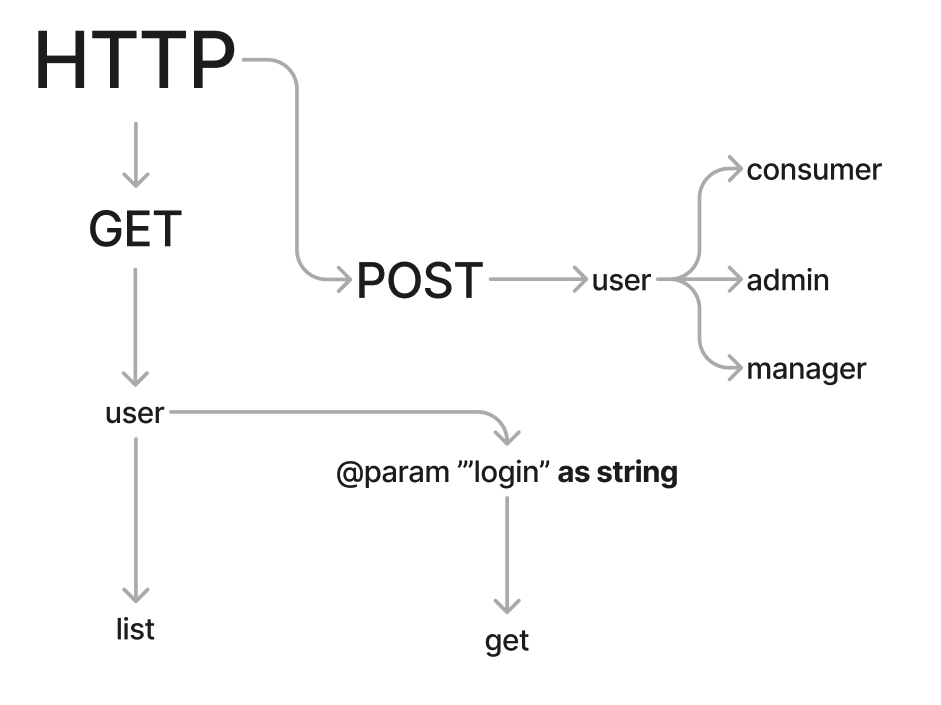 HTTP
consumer
GET
POST
user
admin
manager
user
@param ”’login” as string
list
get